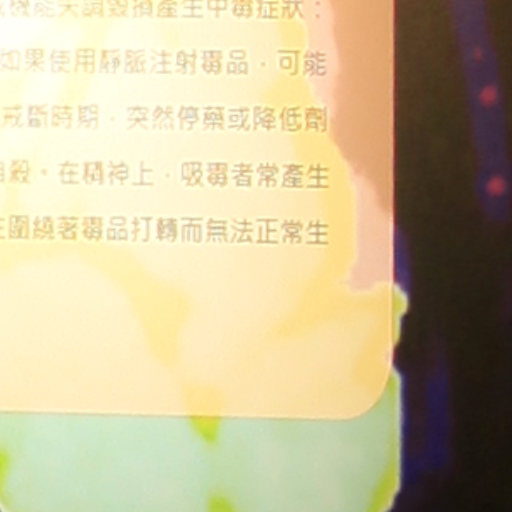 機能失調毀損產生中毒症狀：
如果使用靜脈注射毒品，可能
戒斷時期，突然停藥或降低劑
自殺。在精神上，吸毒者常產生
圍繞著毒品打轉而無法正常生